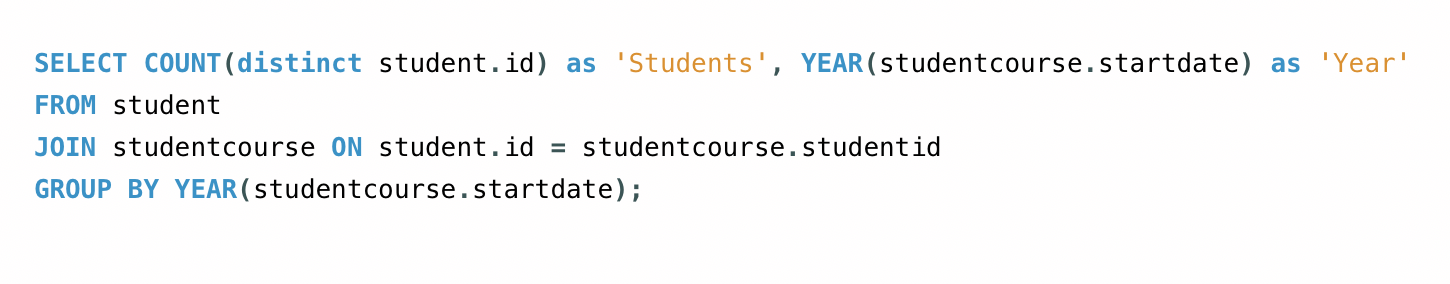 SELECT COUNT(distinct student.id) as 'Students', YEAR(studentcourse.startdate) as 'Year'
FROM student
JOIN studentcourse ON student.id = studentcourse.studentid
GROUP BY YEAR(studentcourse.startdate);